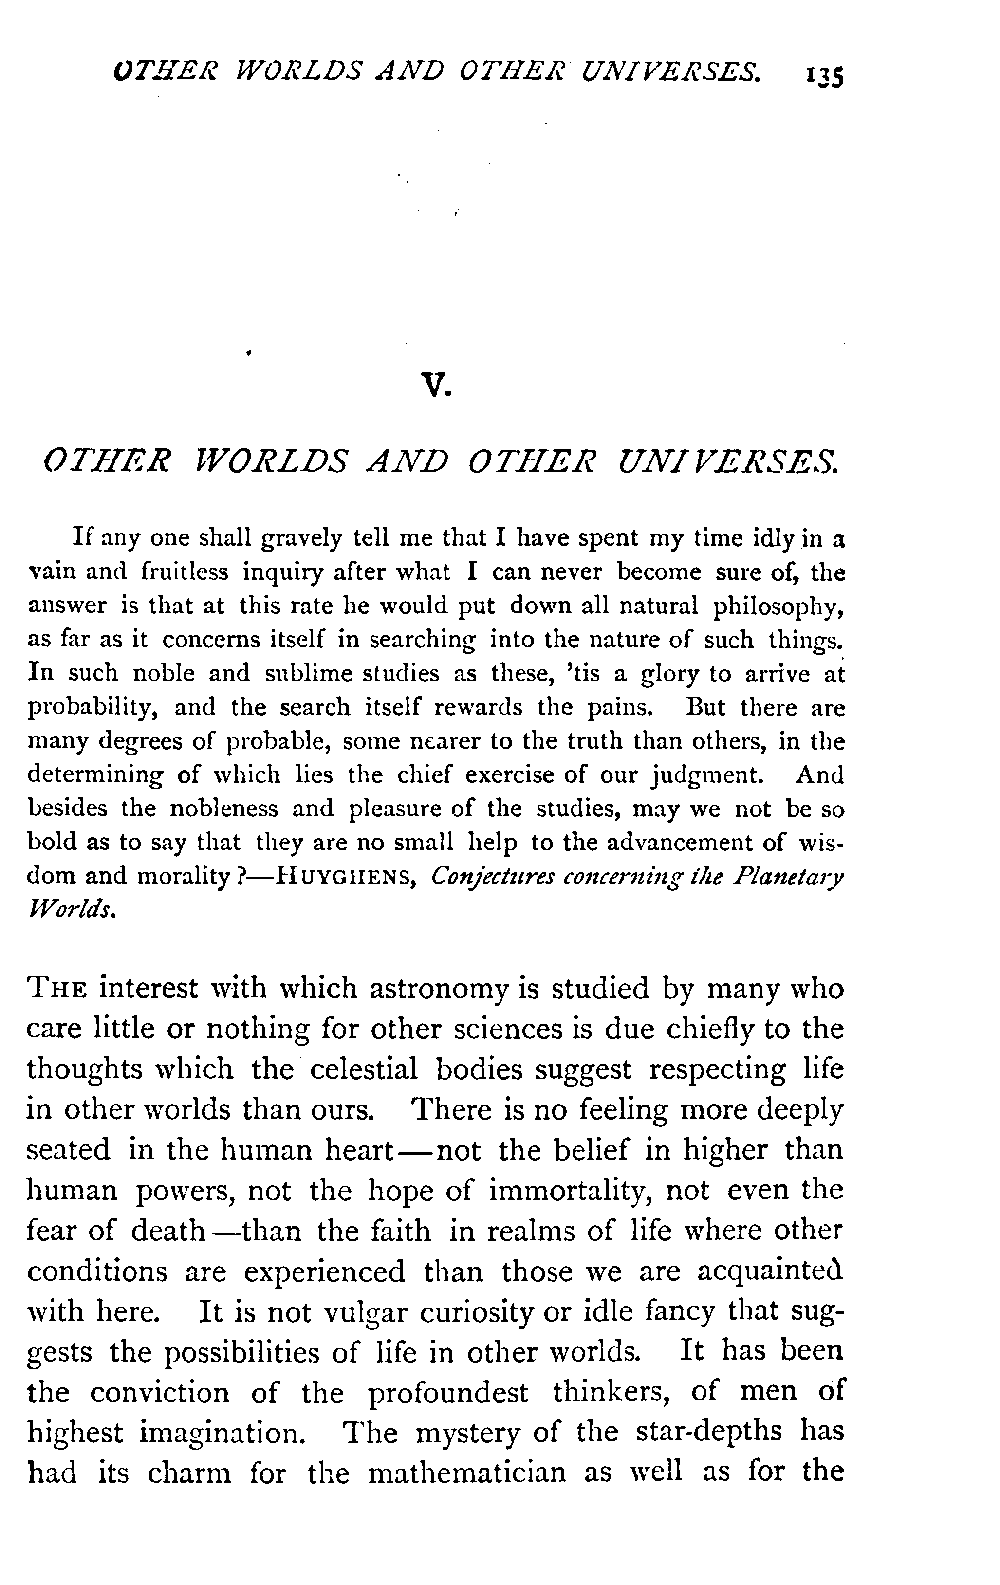 OTHER WORLDS AND OTHER UNIVERSES. 135
V.
OTHER WORLDS AND OTHER UNIVERSES.
If any one shall gravely tell me that I have spent my time idly in a
vain and fruitless inquiry after what I can never become sure of, the
answer is that at this rate he would put down all natural philosophy,
as far as it concerns itself in searching into the nature of such things.
In such noble and sublime studies as these, ’tis a glory to arrive at
probability, and the search itself rewards the pains. But there are
many degrees of probable, some nearer to the truth than others, in the
determining of which lies the chief exercise of our judgment. And
besides the nobleness and pleasure of the studies, may we not be so
bold as to say that they are no small help to the advancement of wis-
dom and morality?—HUYGHENS, Conjectures concerning the Planetary
Worlds.
THE interest with which astronomy is studied by many who
care little or nothing for other sciences is due chiefly to the
thoughts which the celestial bodies suggest respecting life
in other worlds than ours. There is no feeling more deeply
seated in the human heart—not the belief in higher than
human powers, not the hope of immortality, not even the
fear of death—than the faith in realms of life where other
conditions are experienced than those we are acquainted
with here. It is not vulgar curiosity or idle fancy that sug-
gests the possibilities of life in other worlds. It has been
the conviction of the profoundest thinkers, of men of
highest imagination. The mystery of the star-depths has
had its charm for the mathematician as well as for the